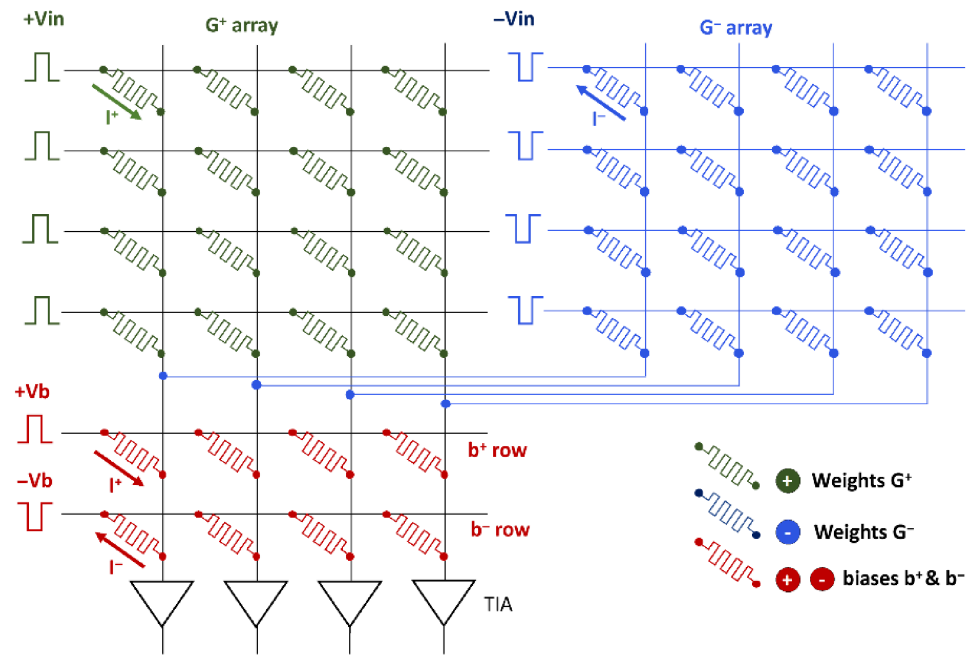 +Vin
G⁺ array
–Vin
G⁻ array
I⁺
I⁻
+Vb
b⁺ row
I⁺
–Vb
b⁻ row
I⁻
TIA
+ Weights G⁺
- Weights G⁻
+ - biases b⁺ & b⁻